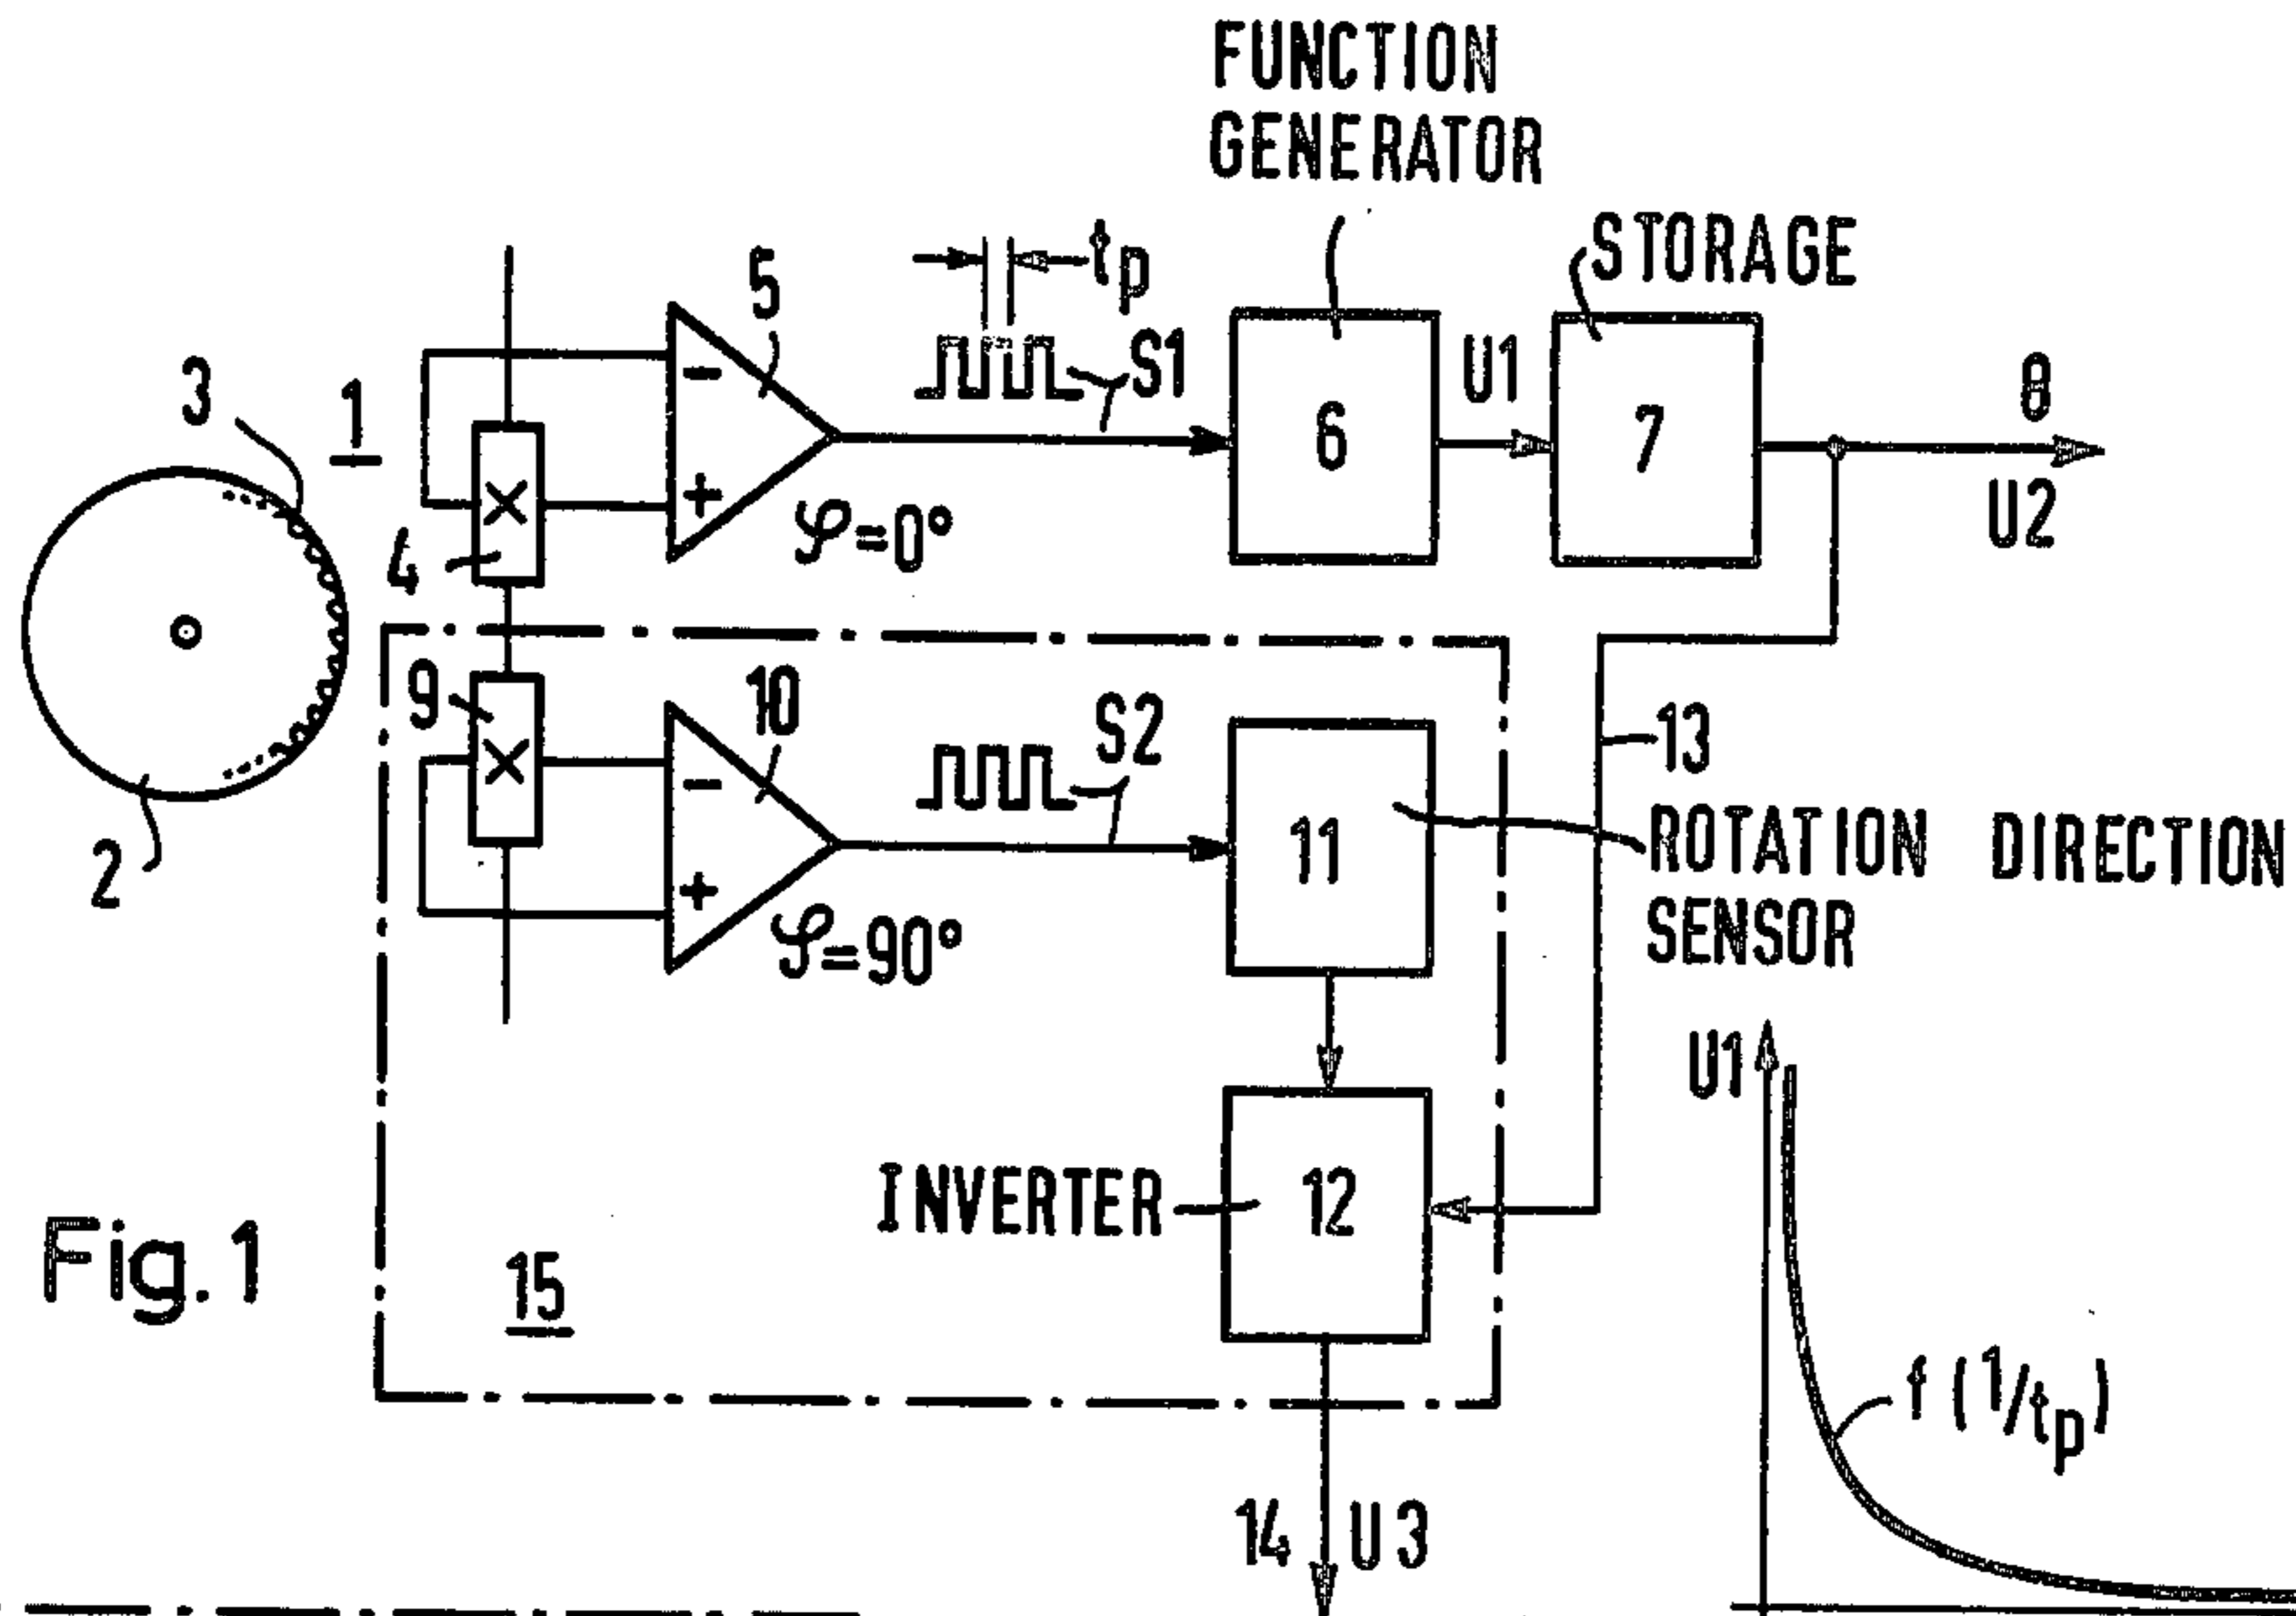 FUNCTION
GENERATOR
STORAGE
tp
5
S1
U1
3
1
6
7
8
U2
4
φ=0°
9
10
S2
13
11
ROTATION DIRECTION
SENSOR
2
φ=90°
U1
INVERTER
12
Fig.1
15
f(1/tp)
14
U3